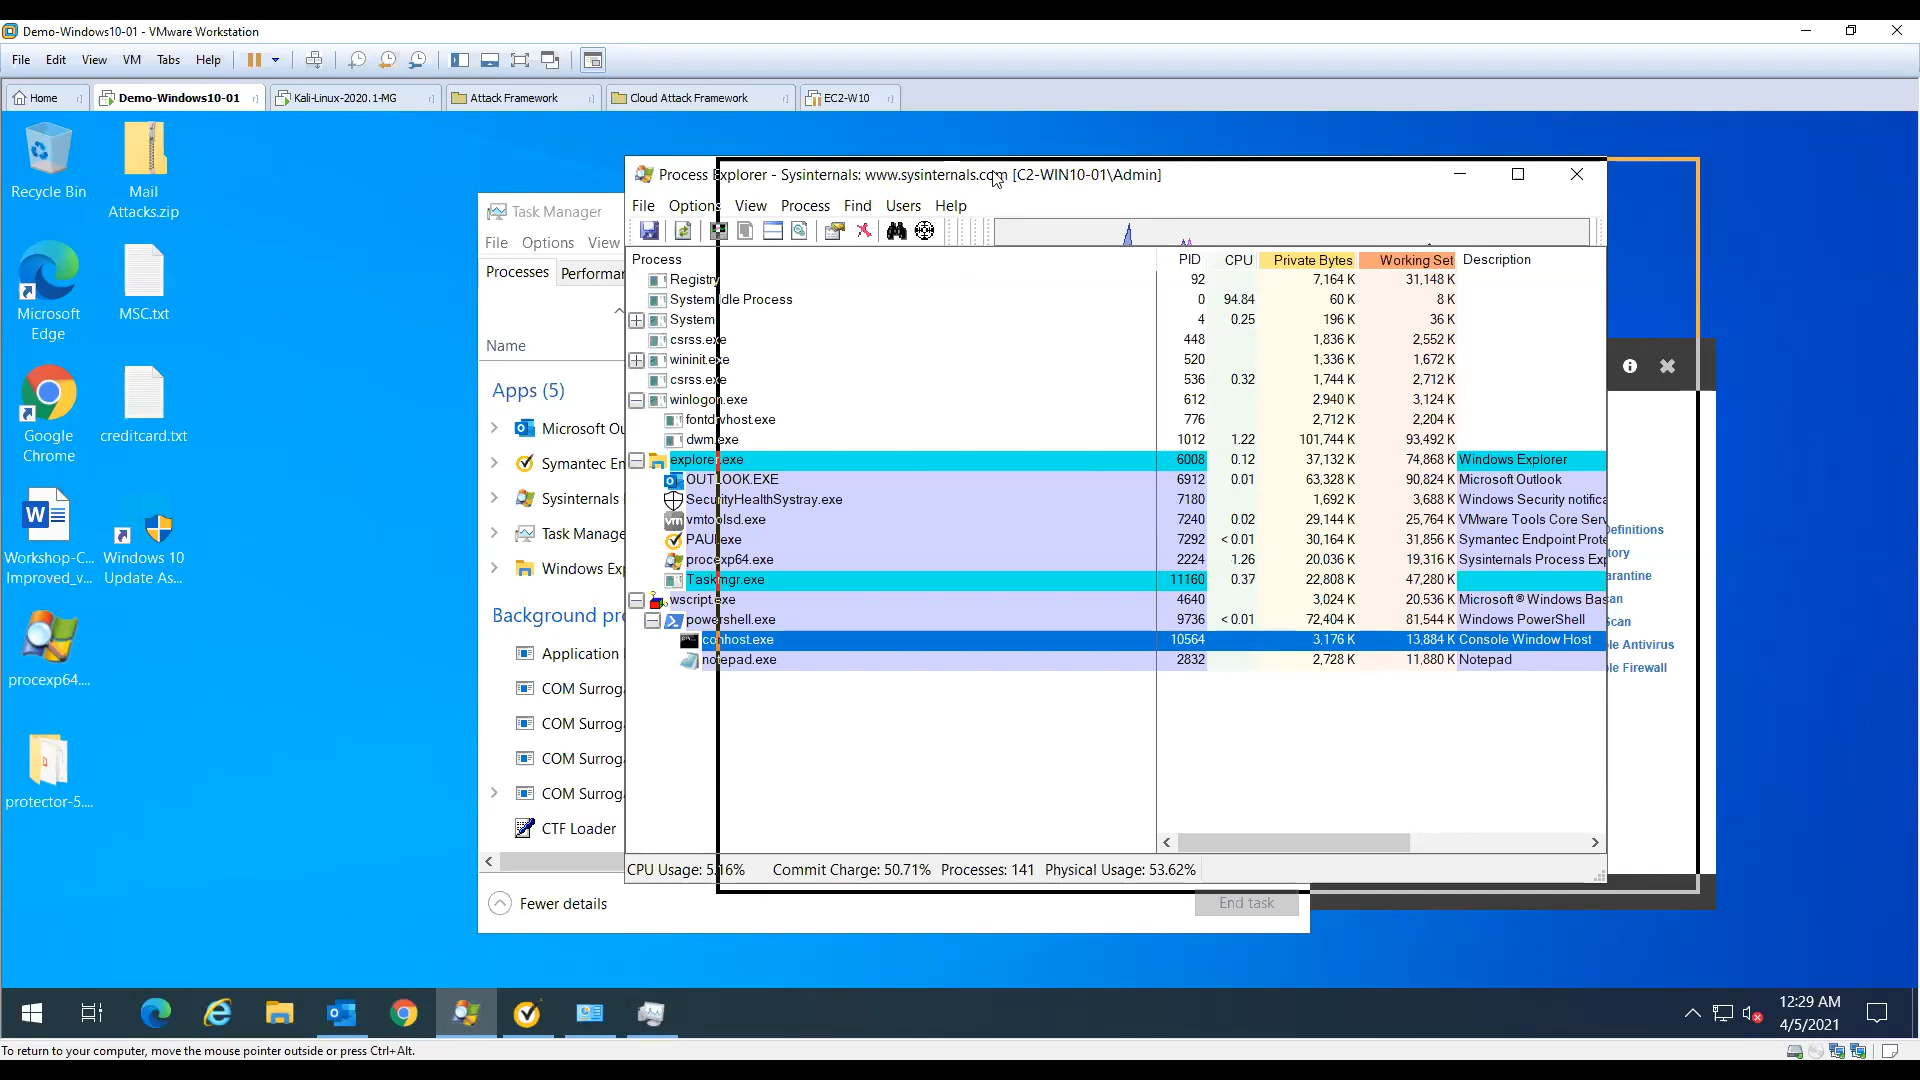 Demo-Windows10-01 - VMware Workstation
File Edit View VM Tabs Help
Home Demo-Windows10-01 Kali-Linux-2020.1-MG Attack Framework Cloud Attack Framework EC2-W10
Recycle Bin
Mail Attacks.zip
Microsoft Edge
MSC.txt
Google Chrome
creditcard.txt
Workshop-C... Improved_v...
Windows 10 Update As...
procexp64....
protector-5....
Task Manager
File Options View
Processes Performa
Name
Apps (5)
Microsoft Ou
Symantec En
Sysinternals
Task Manage
Windows Exp
Background pr
Application
COM Surrog
COM Surrog
COM Surrog
COM Surrog
CTF Loader
Fewer details
End task
Process Explorer - Sysinternals: www.sysinternals.com [C2-WIN10-01\Admin]
File Options View Process Find Users Help
Process PID CPU Private Bytes Working Set Description
Registry 92 7,164 K 31,148 K
System Idle Process 0 94.84 60 K 8 K
System 4 0.25 196 K 36 K
csrss.exe 448 1,836 K 2,552 K
wininit.exe 520 1,336 K 1,672 K
csrss.exe 536 0.32 1,744 K 2,712 K
winlogon.exe 612 2,940 K 3,124 K
fontdrvhost.exe 776 2,712 K 2,204 K
dwm.exe 1012 1.22 101,744 K 93,492 K
explorer.exe 6008 0.12 37,132 K 74,868 K Windows Explorer
OUTLOOK.EXE 6912 0.01 63,328 K 90,824 K Microsoft Outlook
SecurityHealthSystray.exe 7180 1,692 K 3,688 K Windows Security notifica
vmtoolsd.exe 7240 0.02 29,144 K 25,764 K VMware Tools Core Serv
PAUI.exe 7292 < 0.01 30,164 K 31,856 K Symantec Endpoint Prote
procexp64.exe 2224 1.26 20,036 K 19,316 K Sysinternals Process Exp
Taskmgr.exe 11160 0.37 22,808 K 47,280 K
wscript.exe 4640 3,024 K 20,536 K Microsoft ® Windows Bas
powershell.exe 9736 < 0.01 72,404 K 81,544 K Windows PowerShell
conhost.exe 10564 3,176 K 13,884 K Console Window Host
notepad.exe 2832 2,728 K 11,880 K Notepad
CPU Usage: 5.16% Commit Charge: 50.71% Processes: 141 Physical Usage: 53.62%
efinitions
tory
arantine
an
Scan
le Antivirus
le Firewall
vm
12:29 AM
4/5/2021
To return to your computer, move the mouse pointer outside or press Ctrl+Alt.